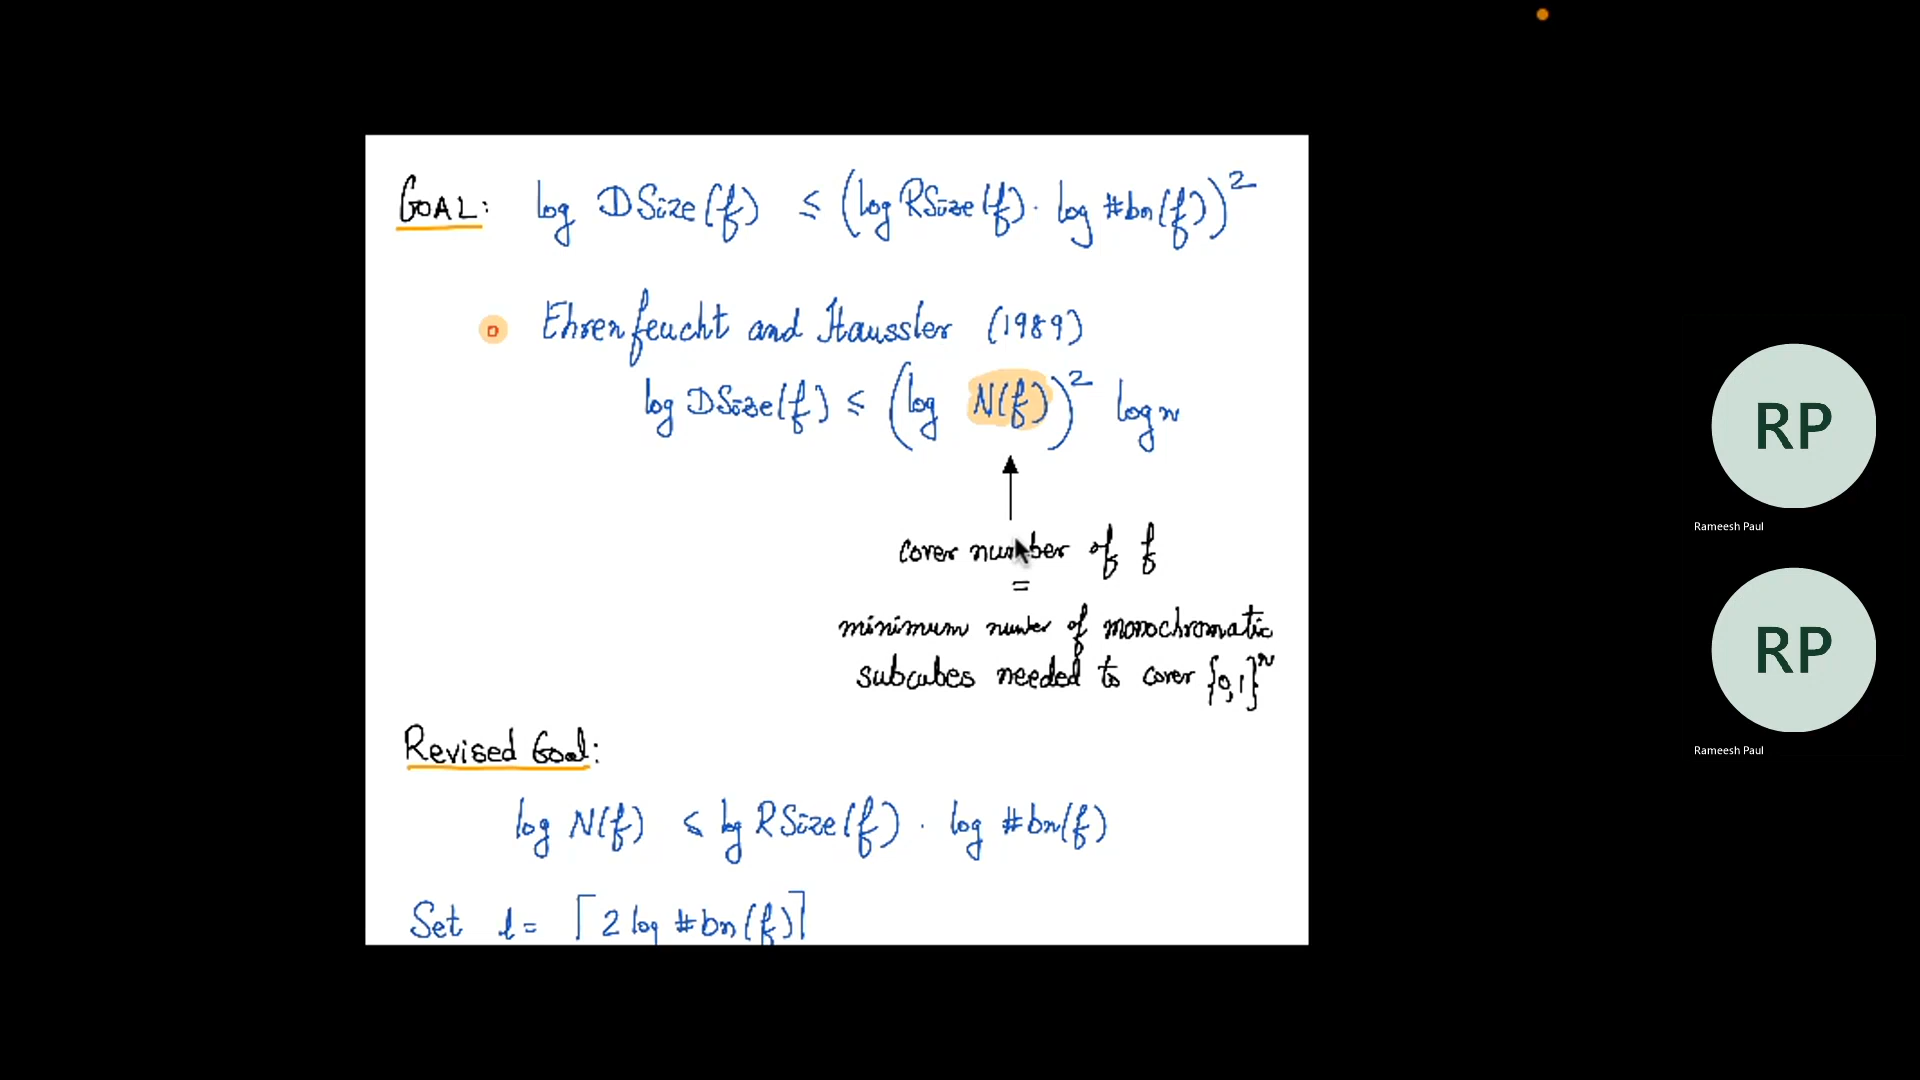 GOAL: log DSize(f) ≤ (log RSize(f) · log #bn(f))²
Ehrenfeucht and Haussler (1989)
log DSize(f) ≤ (log N(f))² log n
cover number of f
=
minimum number of monochromatic
subcubes needed to cover {0,1}ⁿ
Revised Goal:
log N(f) ≤ log RSize(f) · log #bn(f)
Set l = ⌈2 log #bn(f)⌉
RP
Rameesh Paul
RP
Rameesh Paul